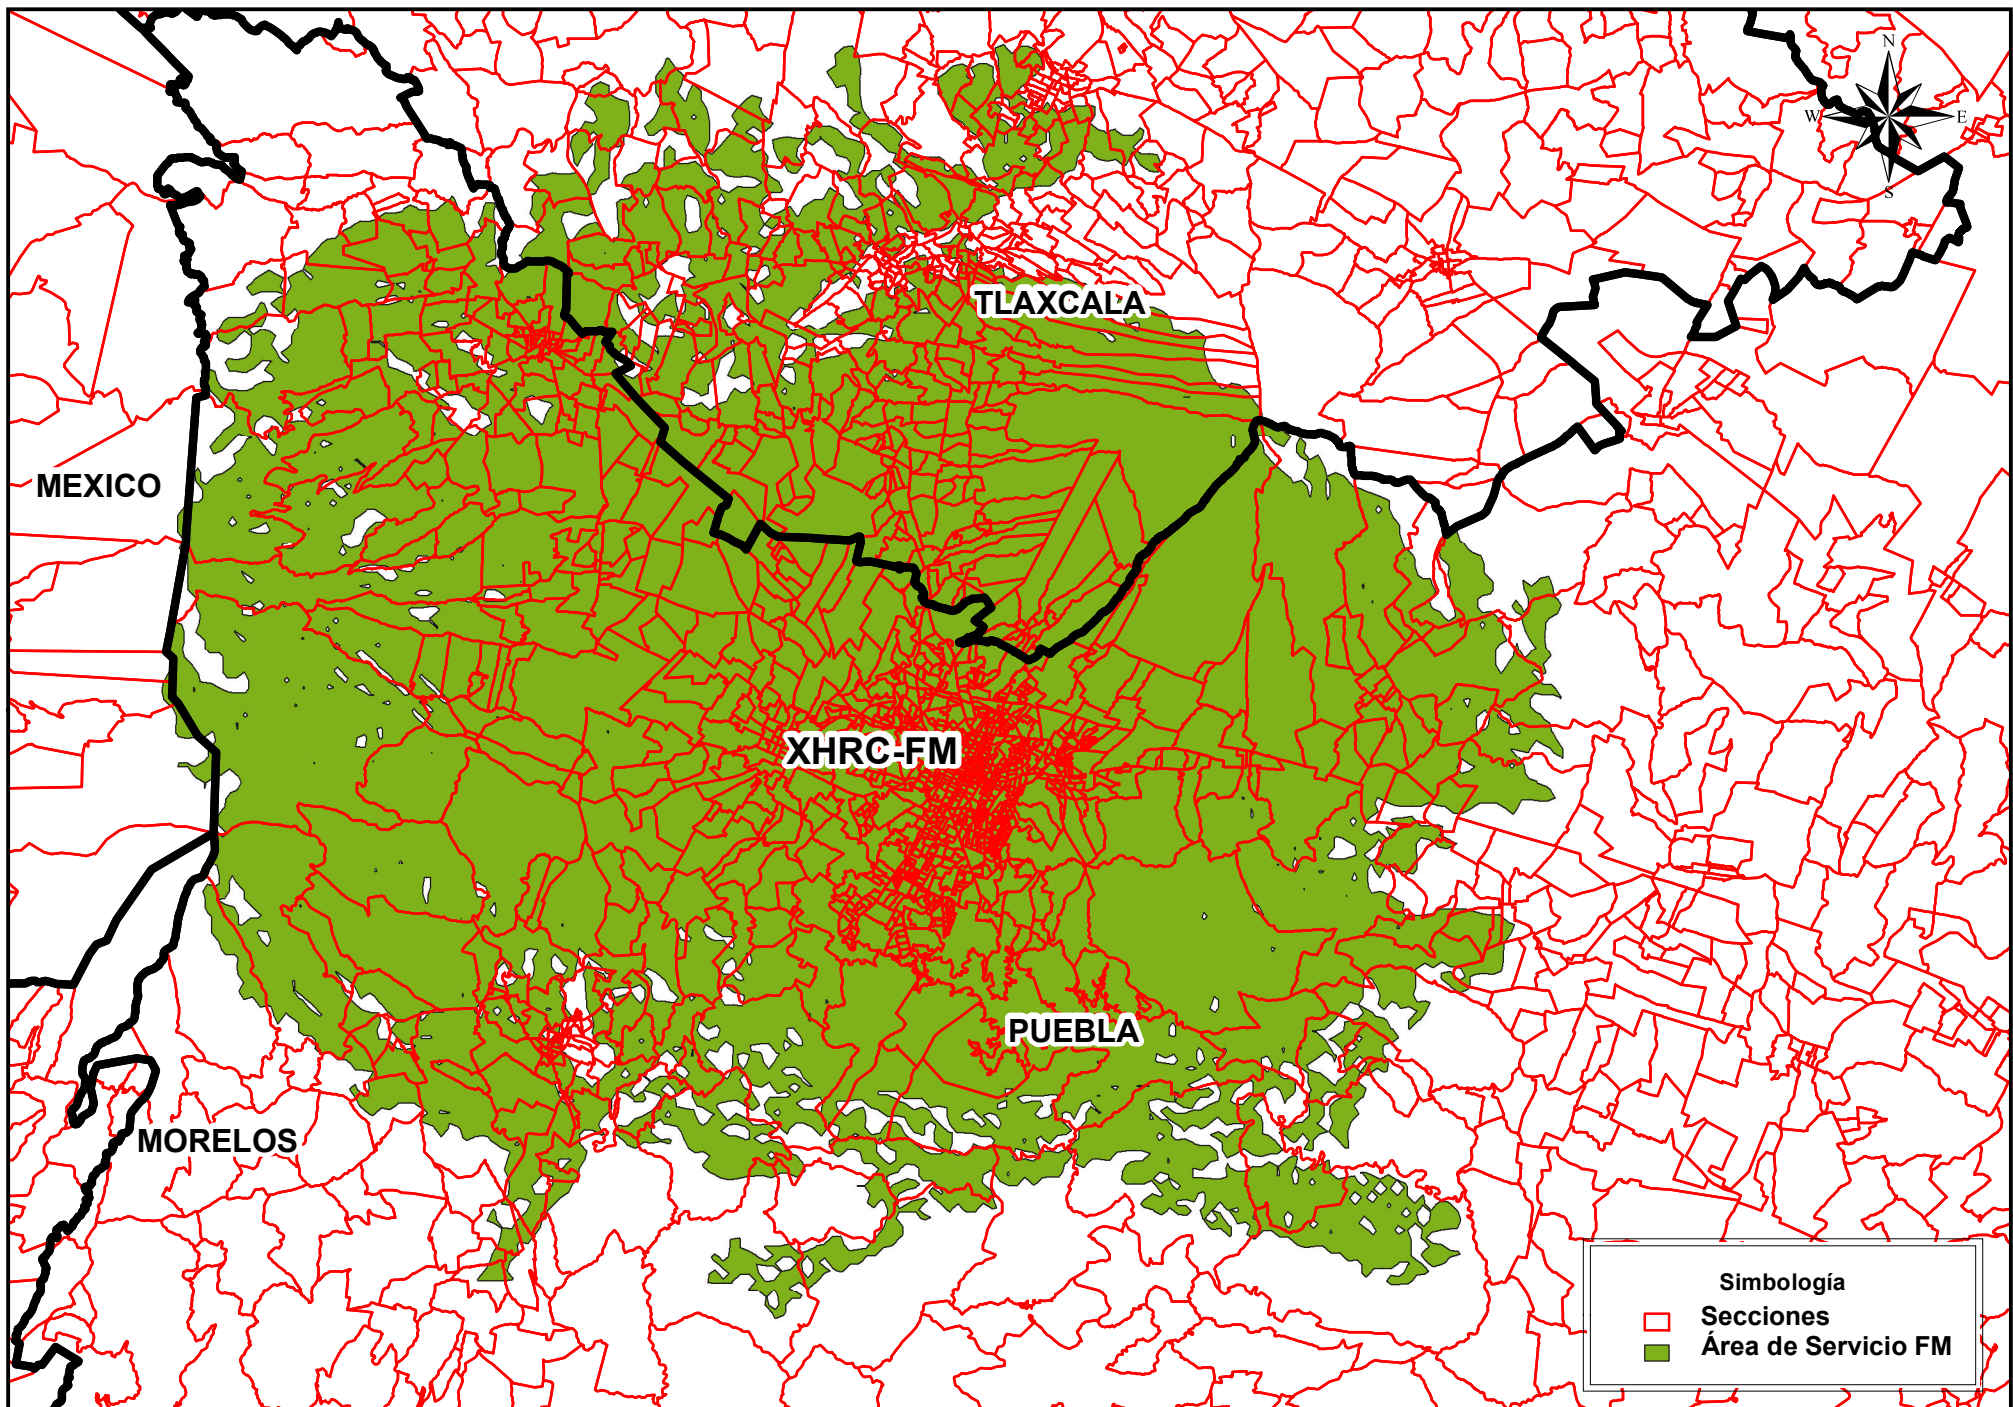 N
W E
S
TLAXCALA
MEXICO
XHRC-FM
PUEBLA
MORELOS
Simbología
Secciones
Área de Servicio FM